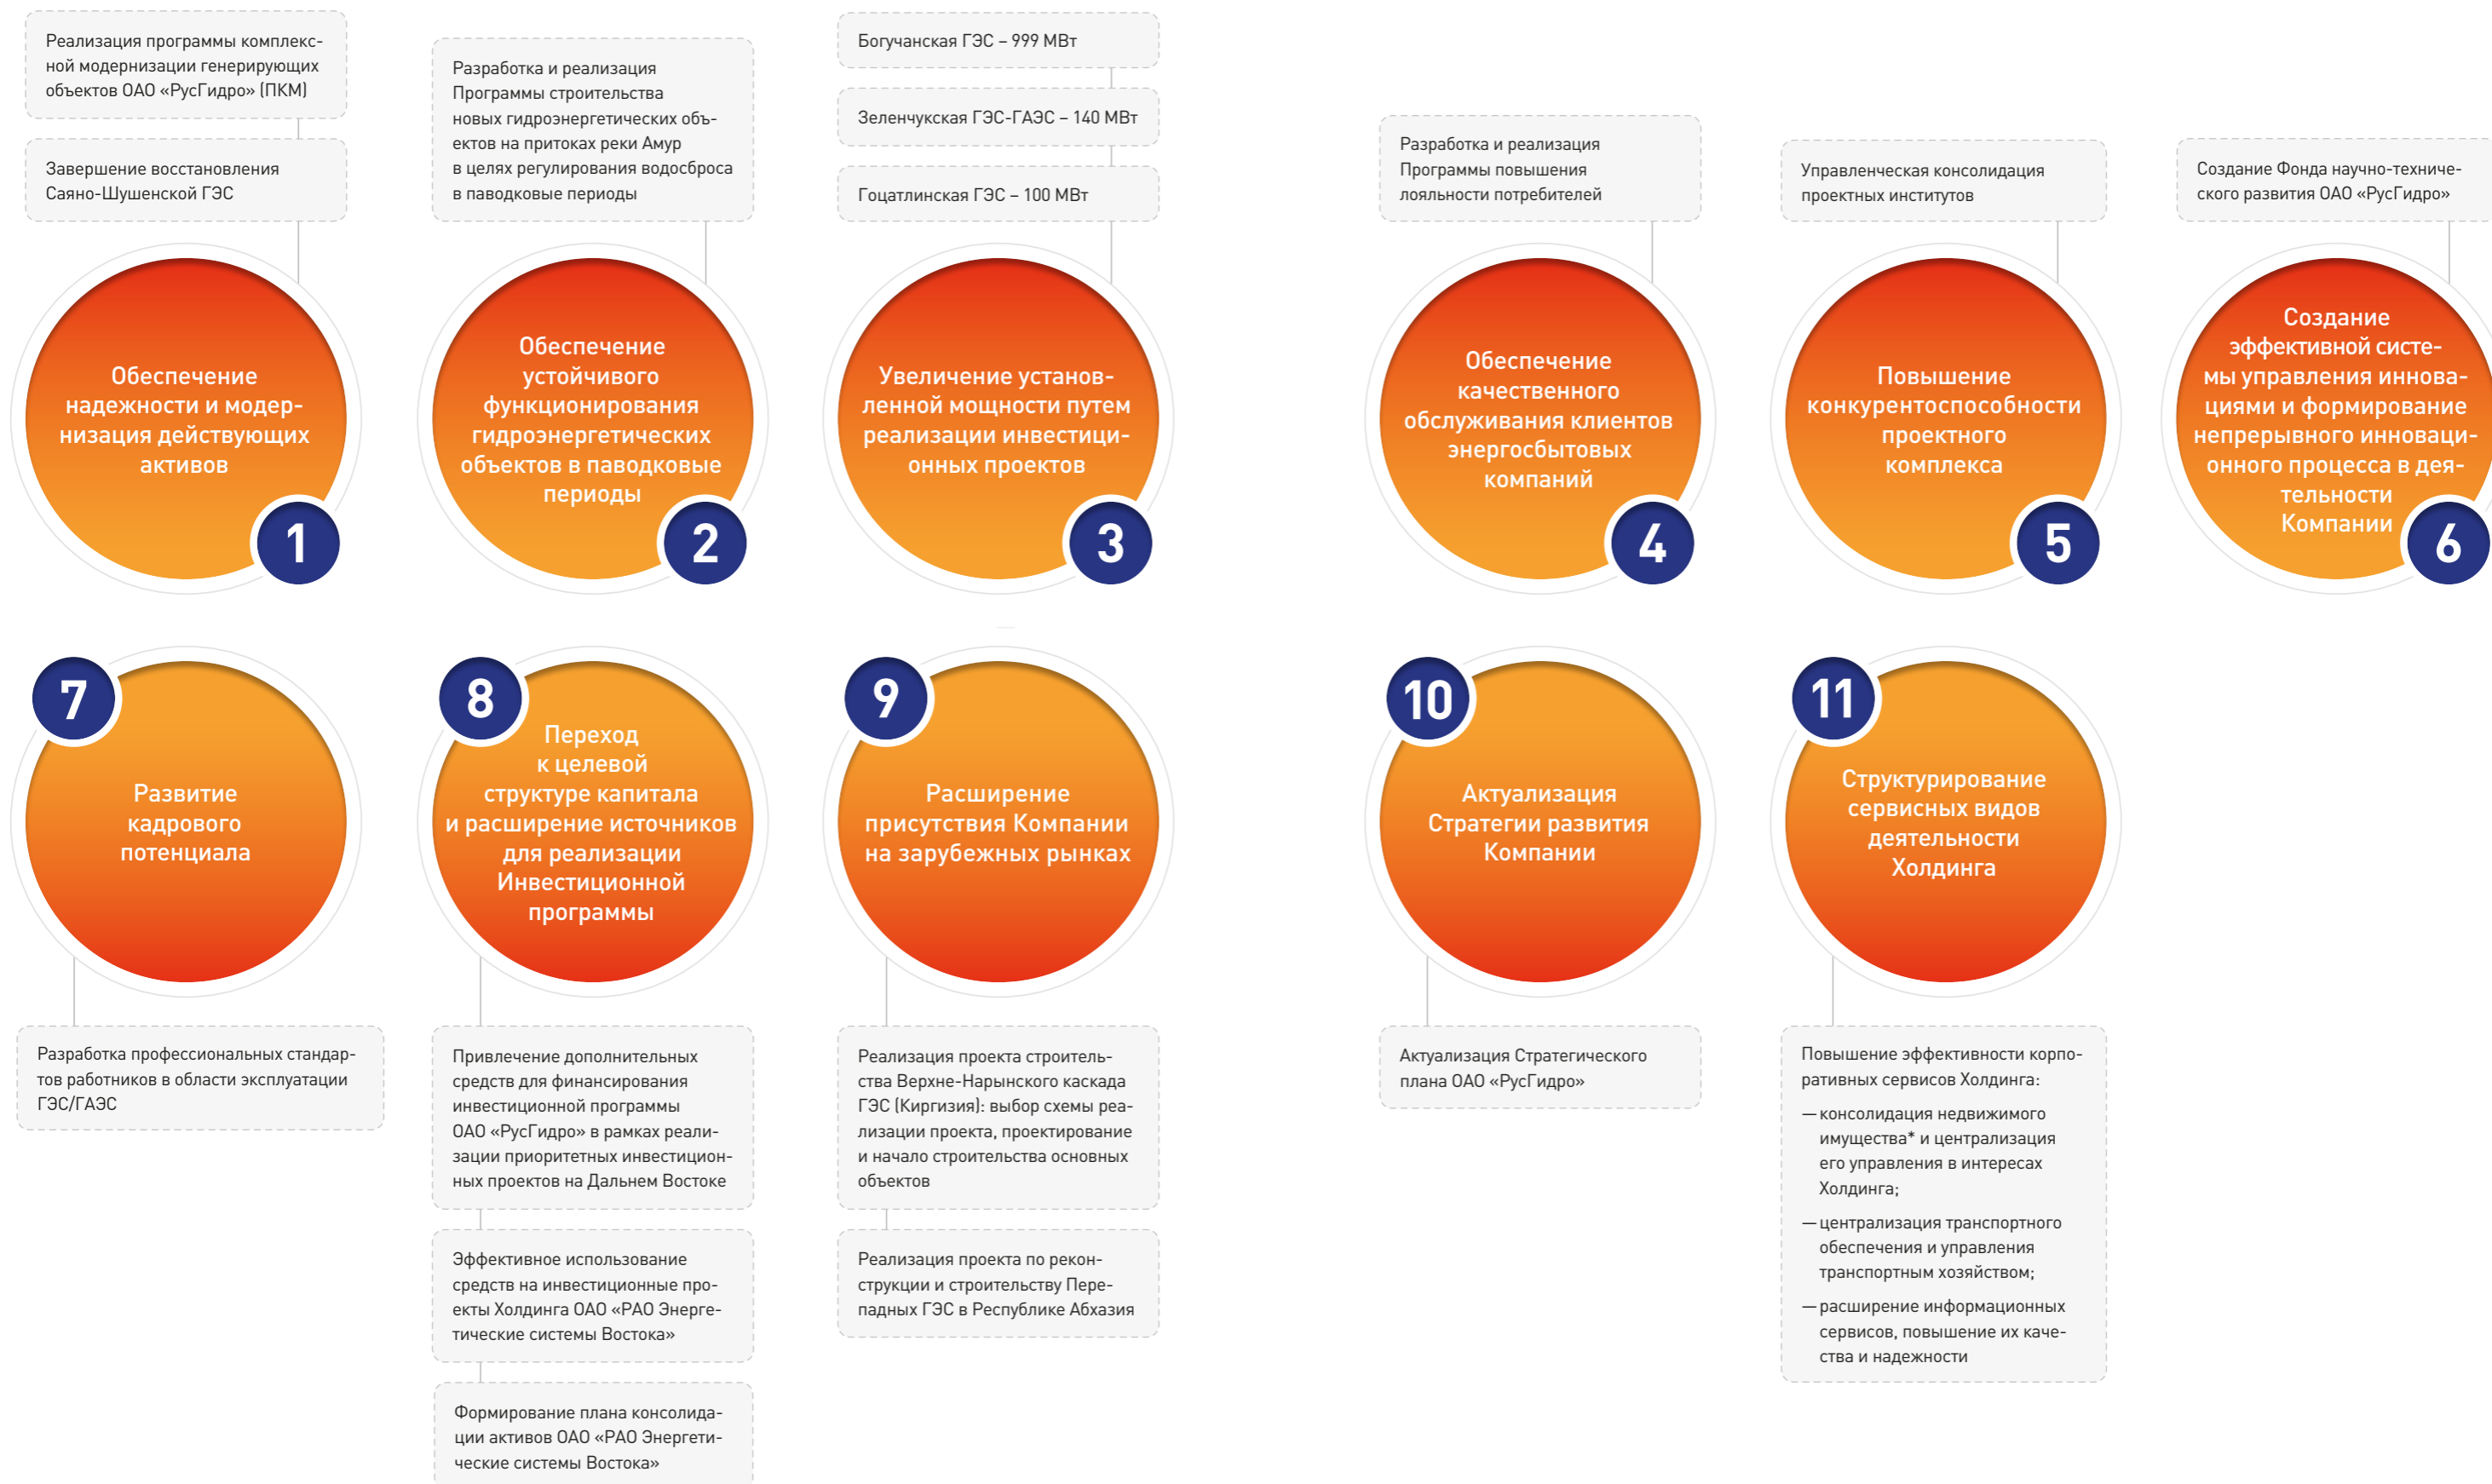 Реализация программы комплекс-
ной модернизации генерирующих
объектов ОАО «РусГидро» (ПКМ)
Завершение восстановления
Саяно-Шушенской ГЭС
Обеспечение
надежности и модер-
низация действующих
активов
1
Разработка и реализация
Программы строительства
новых гидроэнергетических объ-
ектов на притоках реки Амур
в целях регулирования водосброса
в паводковые периоды
Обеспечение
устойчивого
функционирования
гидроэнергетических
объектов в паводковые
периоды
2
Богучанская ГЭС – 999 МВт
Зеленчукская ГЭС-ГАЭС – 140 МВт
Гоцатлинская ГЭС – 100 МВт
Увеличение установ-
ленной мощности путем
реализации инвестици-
онных проектов
3
Разработка и реализация
Программы повышения
лояльности потребителей
Обеспечение
качественного
обслуживания клиентов
энергосбытовых
компаний
4
Управленческая консолидация
проектных институтов
Повышение
конкурентоспособности
проектного
комплекса
5
Создание Фонда научно-техниче-
ского развития ОАО «РусГидро»
Создание
эффективной систе-
мы управления иннова-
циями и формирование
непрерывного инноваци-
онного процесса в дея-
тельности
Компании
6
7
Развитие
кадрового
потенциала
Разработка профессиональных стандар-
тов работников в области эксплуатации
ГЭС/ГАЭС
8
Переход
к целевой
структуре капитала
и расширение источников
для реализации
Инвестиционной
программы
Привлечение дополнительных
средств для финансирования
инвестиционной программы
ОАО «РусГидро» в рамках реали-
зации приоритетных инвестицион-
ных проектов на Дальнем Востоке
Эффективное использование
средств на инвестиционные про-
екты Холдинга ОАО «РАО Энерге-
тические системы Востока»
Формирование плана консолида-
ции активов ОАО «РАО Энергети-
ческие системы Востока»
9
Расширение
присутствия Компании
на зарубежных рынках
Реализация проекта строитель-
ства Верхне-Нарынского каскада
ГЭС (Киргизия): выбор схемы реа-
лизации проекта, проектирование
и начало строительства основных
объектов
Реализация проекта по рекон-
струкции и строительству Пере-
падных ГЭС в Республике Абхазия
10
Актуализация
Стратегии развития
Компании
Актуализация Стратегического
плана ОАО «РусГидро»
11
Структурирование
сервисных видов
деятельности
Холдинга
Повышение эффективности корпо-
ративных сервисов Холдинга:
— консолидация недвижимого
имущества* и централизация
его управления в интересах
Холдинга;
— централизация транспортного
обеспечения и управления
транспортным хозяйством;
— расширение информационных
сервисов, повышение их каче-
ства и надежности